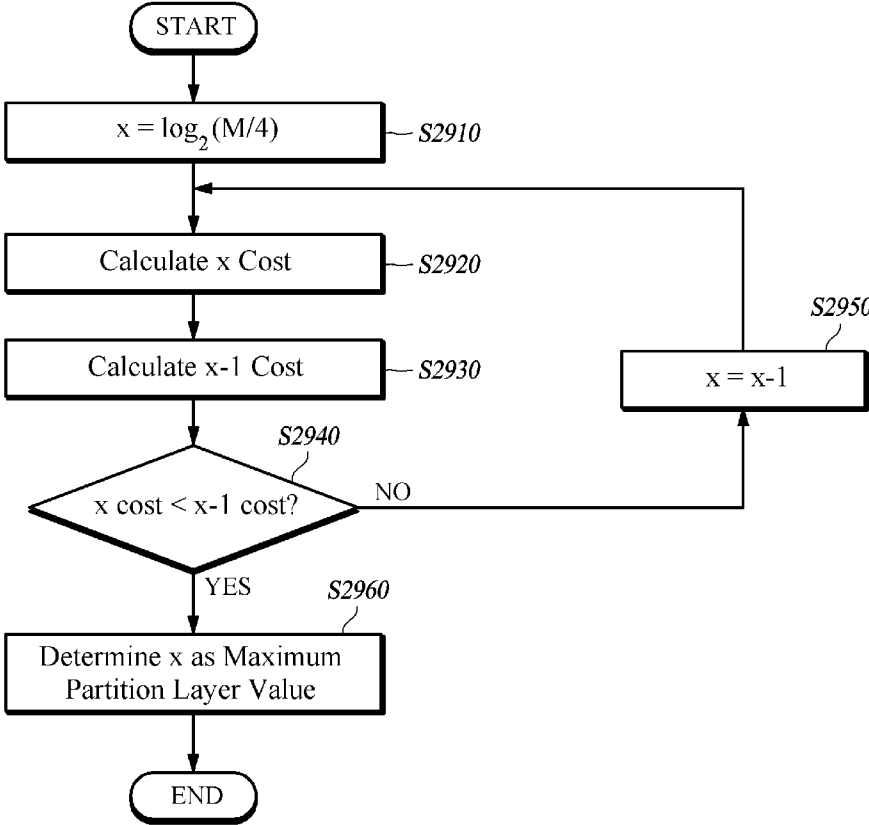 START
x = log₂(M/4)
S2910
Calculate x Cost
S2920
Calculate x-1 Cost
S2930
S2950
x = x-1
S2940
x cost < x-1 cost?
NO
YES
S2960
Determine x as Maximum
Partition Layer Value
END